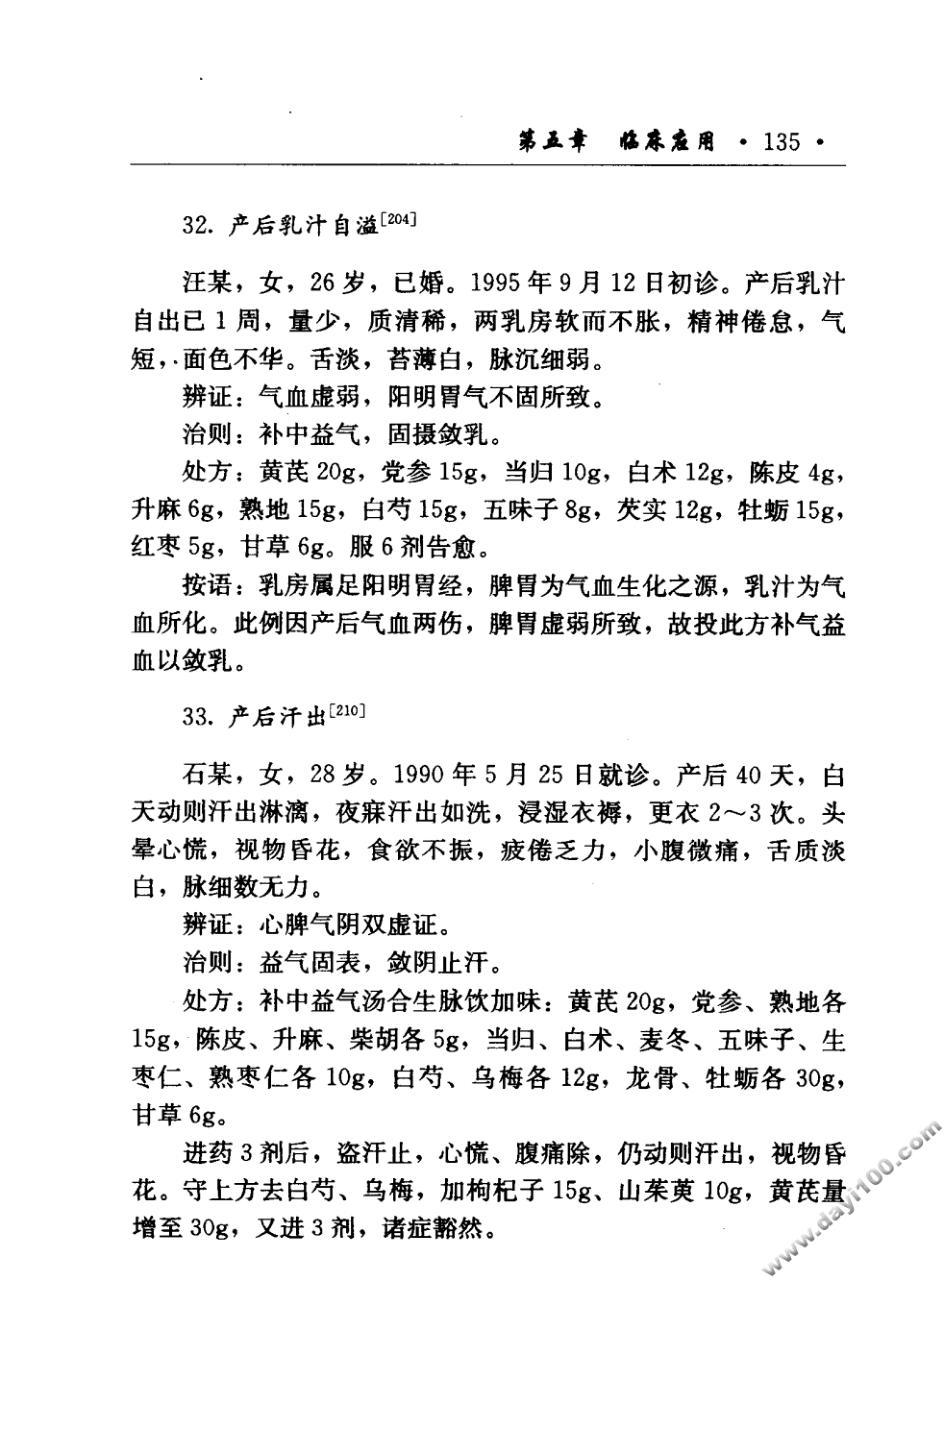 第五章 临床应用 · 135 ·
32. 产后乳汁自溢[204]
汪某，女，26 岁，已婚。1995 年 9 月 12 日初诊。产后乳汁
自出已 1 周，量少，质清稀，两乳房软而不胀，精神倦怠，气
短，面色不华。舌淡，苔薄白，脉沉细弱。
辨证：气血虚弱，阳明胃气不固所致。
治则：补中益气，固摄敛乳。
处方：黄芪 20g，党参 15g，当归 10g，白术 12g，陈皮 4g，
升麻 6g，熟地 15g，白芍 15g，五味子 8g，芡实 12g，牡蛎 15g，
红枣 5g，甘草 6g。服 6 剂告愈。
按语：乳房属足阳明胃经，脾胃为气血生化之源，乳汁为气
血所化。此例因产后气血两伤，脾胃虚弱所致，故投此方补气益
血以敛乳。
33. 产后汗出[210]
石某，女，28 岁。1990 年 5 月 25 日就诊。产后 40 天，白
天动则汗出淋漓，夜寐汗出如洗，浸湿衣褥，更衣 2～3 次。头
晕心慌，视物昏花，食欲不振，疲倦乏力，小腹微痛，舌质淡
白，脉细数无力。
辨证：心脾气阴双虚证。
治则：益气固表，敛阴止汗。
处方：补中益气汤合生脉饮加味：黄芪 20g，党参、熟地各
15g，陈皮、升麻、柴胡各 5g，当归、白术、麦冬、五味子、生
枣仁、熟枣仁各 10g，白芍、乌梅各 12g，龙骨、牡蛎各 30g，
甘草 6g。
进药 3 剂后，盗汗止，心慌、腹痛除，仍动则汗出，视物昏
花。守上方去白芍、乌梅，加枸杞子 15g、山茱萸 10g，黄芪量
增至 30g，又进 3 剂，诸症豁然。
www.dayi100.com